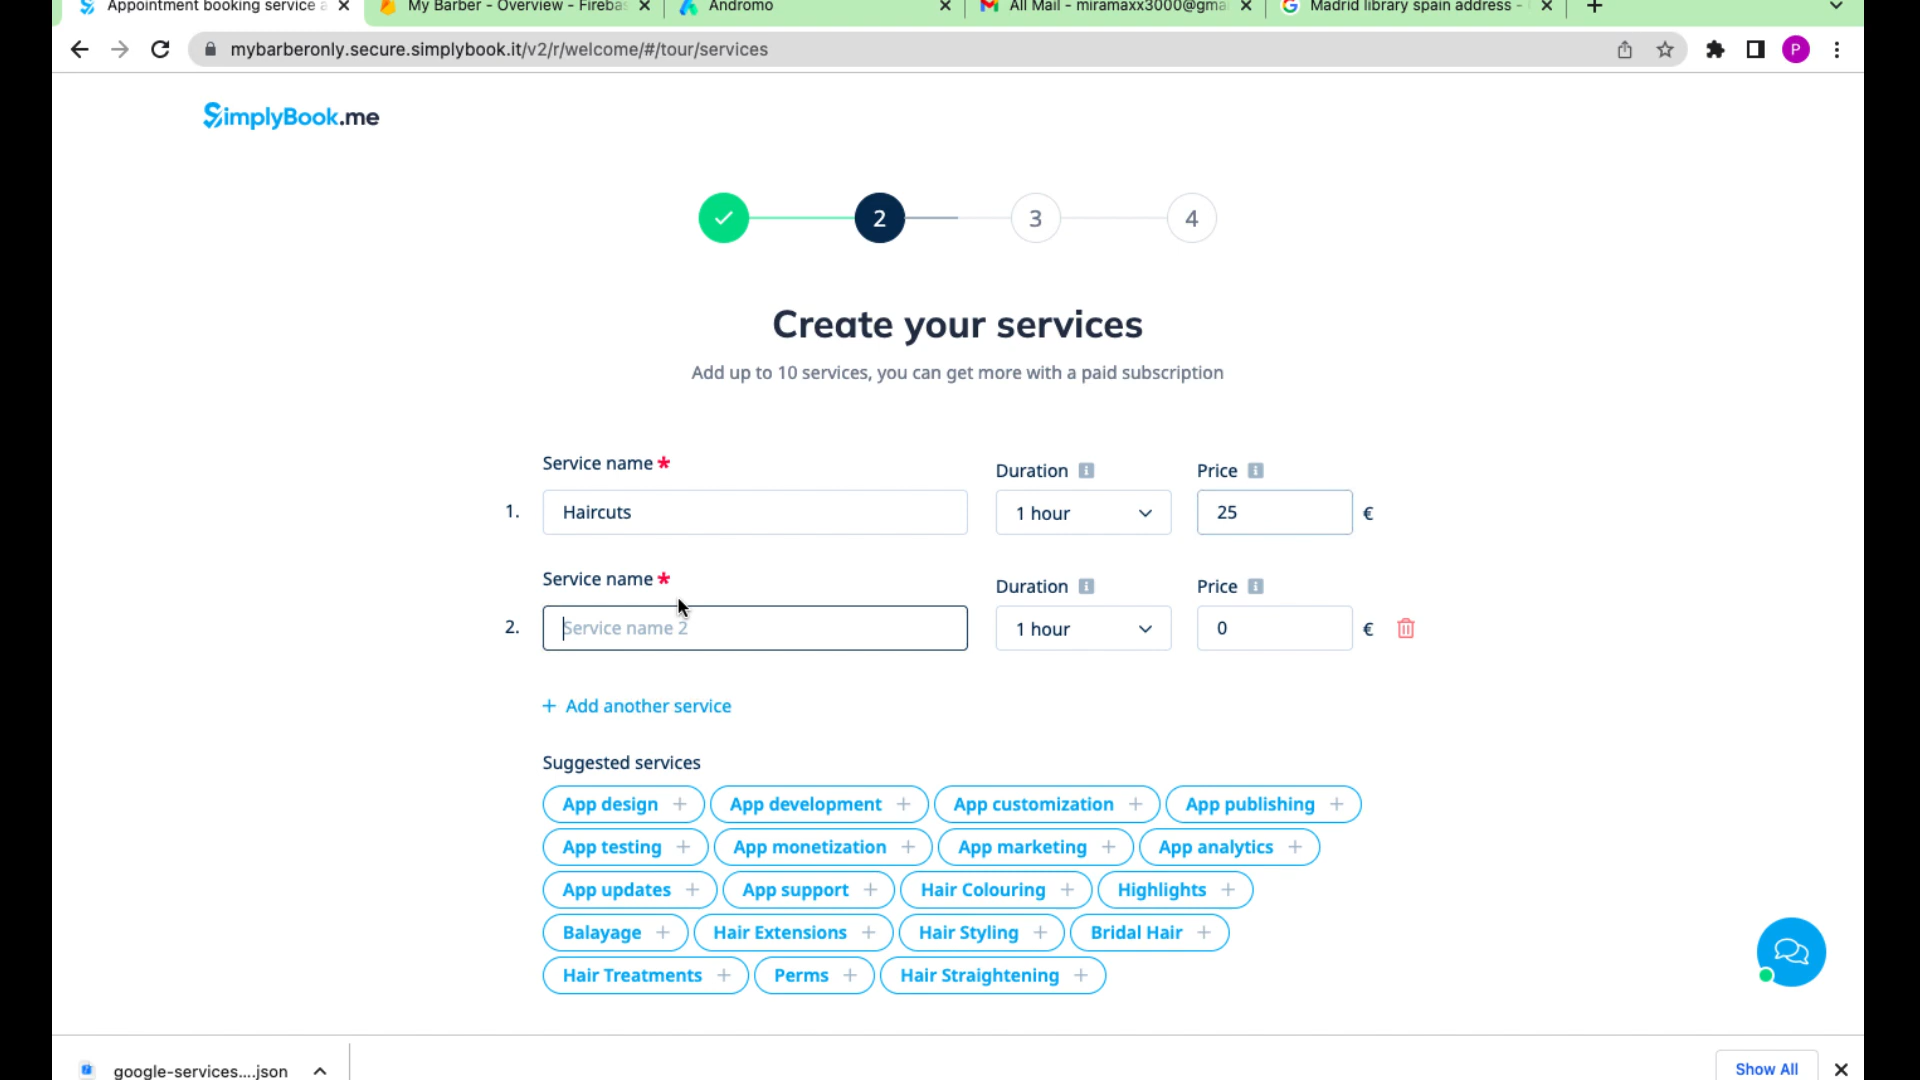 Appointment booking service a
My Barber - Overview - Fireba
Andromo
All Mail - miramaxx3000@gma
Madrid library spain address -
mybarberonly.secure.simplybook.it/v2/r/welcome/#/tour/services
P
SimplyBook.me
2
3
4
Create your services
Add up to 10 services, you can get more with a paid subscription
Service name *
Duration
Price
1.
Haircuts
1 hour
25
€
Service name *
Duration
Price
2.
Service name 2
1 hour
0
€
+ Add another service
Suggested services
App design +
App development +
App customization +
App publishing +
App testing +
App monetization +
App marketing +
App analytics +
App updates +
App support +
Hair Colouring +
Highlights +
Balayage +
Hair Extensions +
Hair Styling +
Bridal Hair +
Hair Treatments +
Perms +
Hair Straightening +
google-services....json
Show All